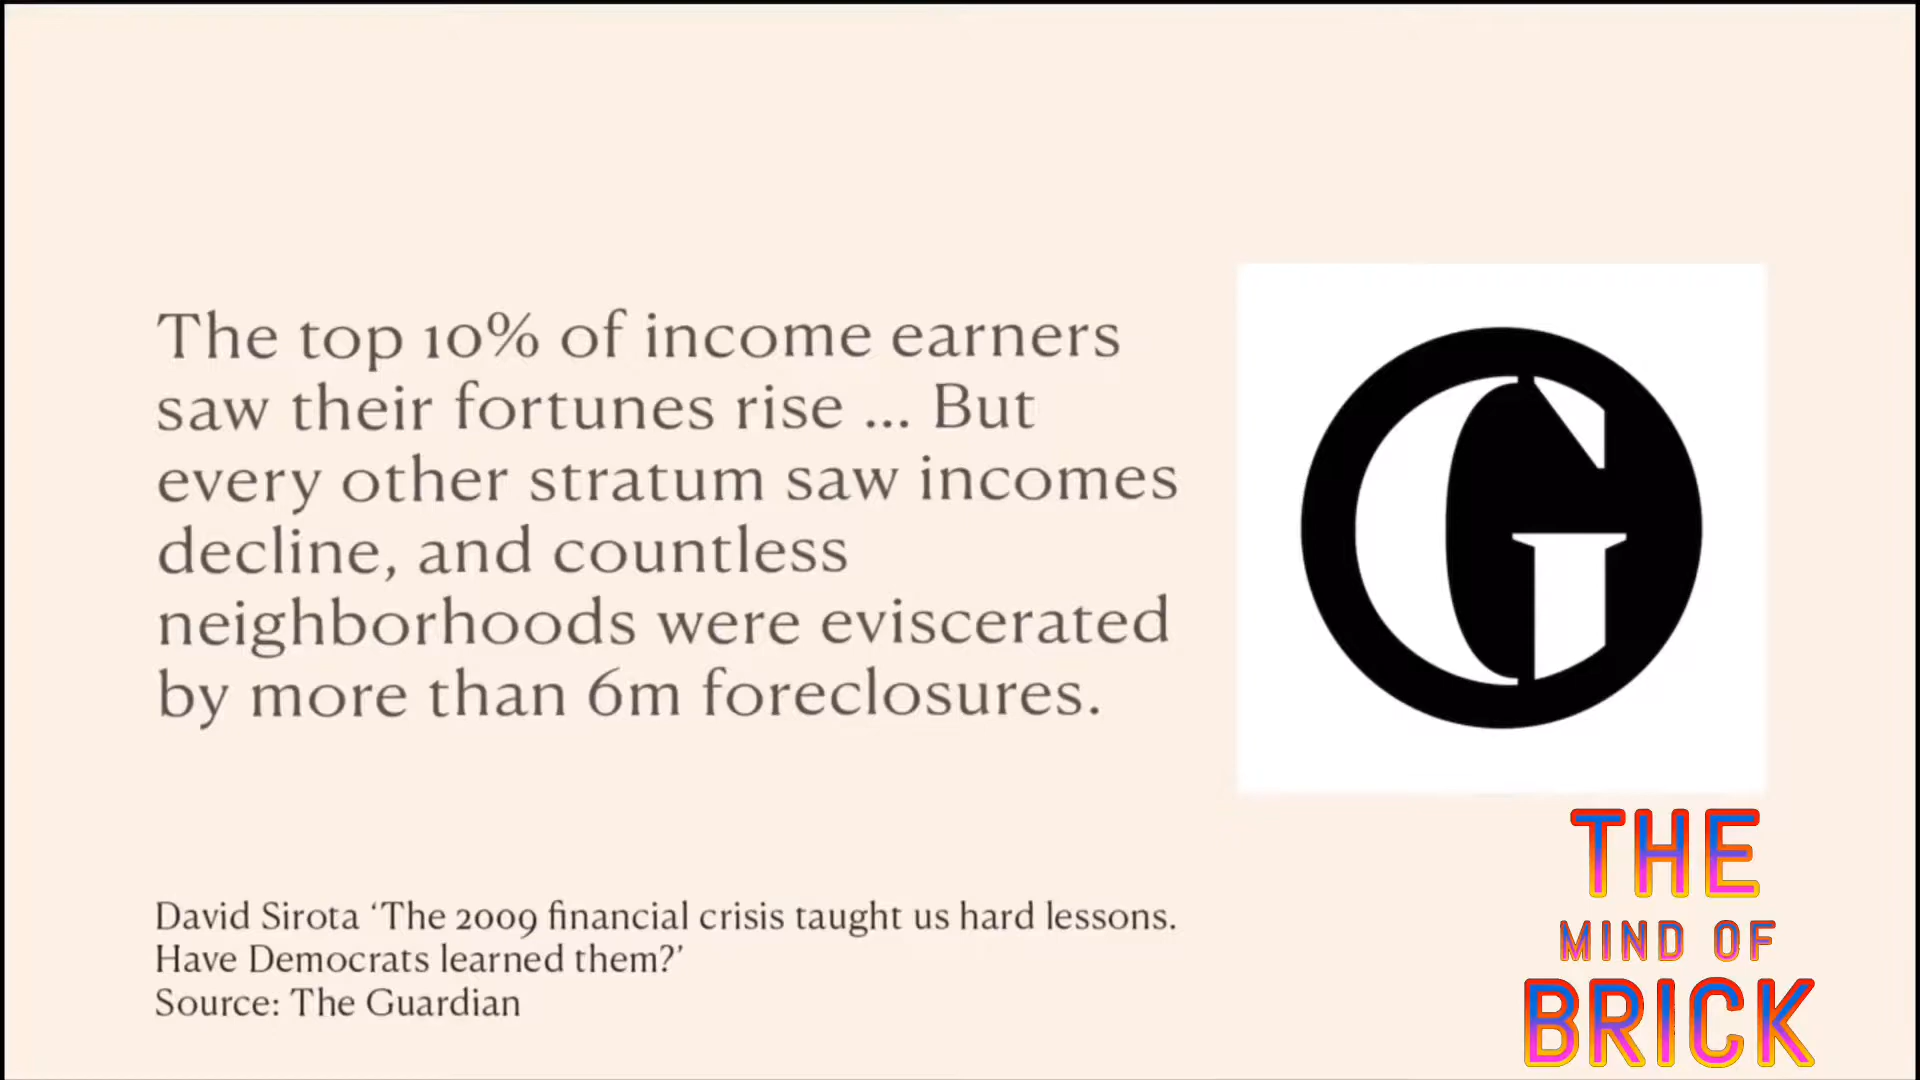 The top 10% of income earners
saw their fortunes rise ... But
every other stratum saw incomes
decline, and countless
neighborhoods were eviscerated
by more than 6m foreclosures.
G
David Sirota ‘The 2009 financial crisis taught us hard lessons.
Have Democrats learned them?’
Source: The Guardian
THE
MIND OF
BRICK